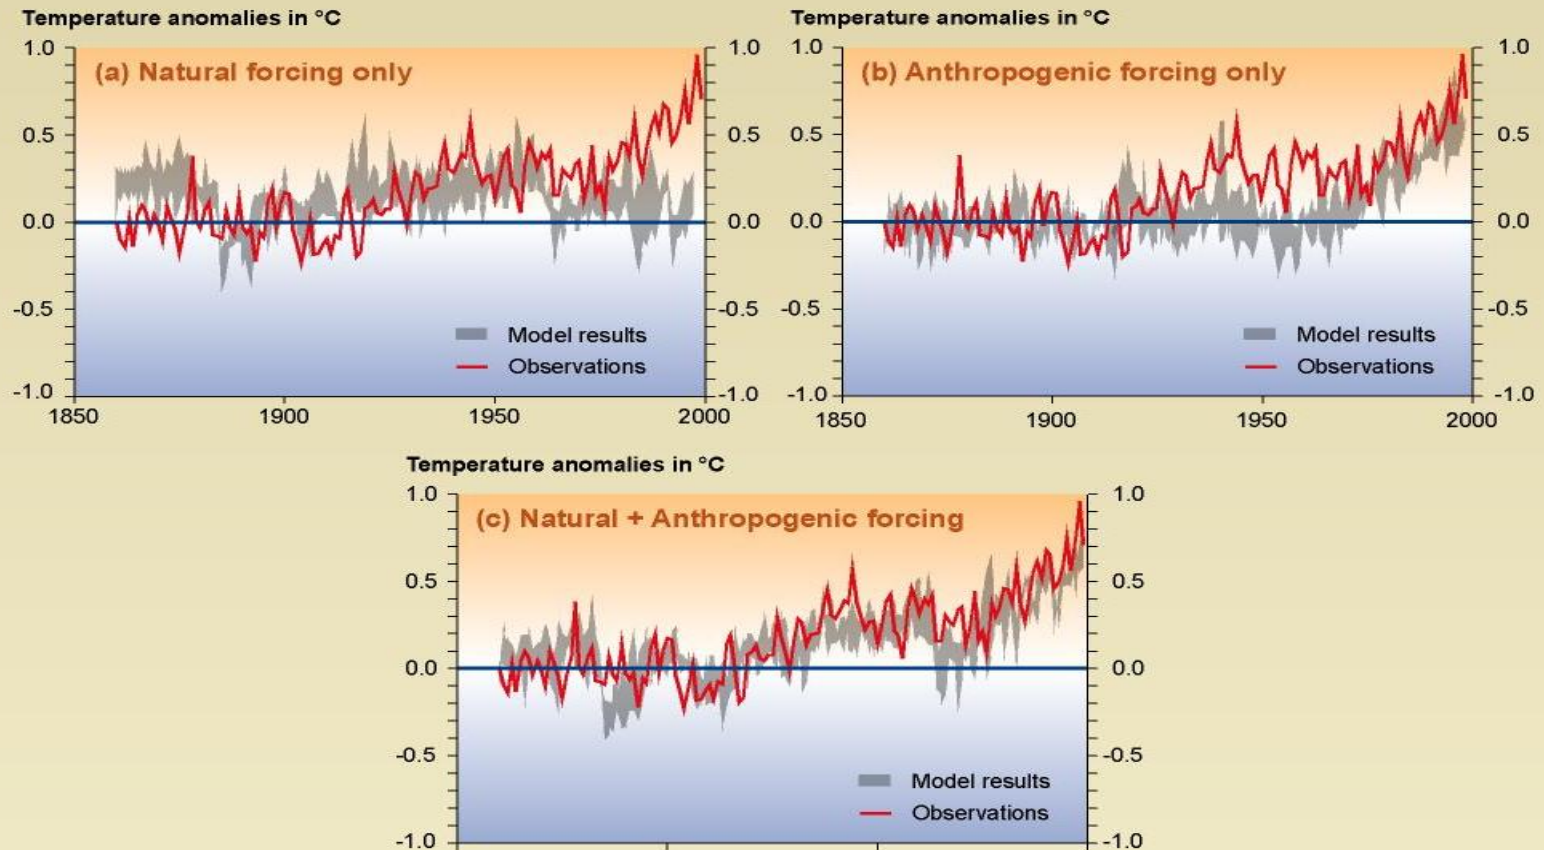 Temperature anomalies in °C
1.0 1.0
(a) Natural forcing only
0.5 0.5
0.0 0.0
-0.5 -0.5
Model results
Observations
-1.0 -1.0
1850 1900 1950 2000
Temperature anomalies in °C
1.0 1.0
(b) Anthropogenic forcing only
0.5 0.5
0.0 0.0
-0.5 -0.5
Model results
Observations
-1.0 -1.0
1850 1900 1950 2000
Temperature anomalies in °C
1.0 1.0
(c) Natural + Anthropogenic forcing
0.5 0.5
0.0 0.0
-0.5 -0.5
Model results
Observations
-1.0 -1.0